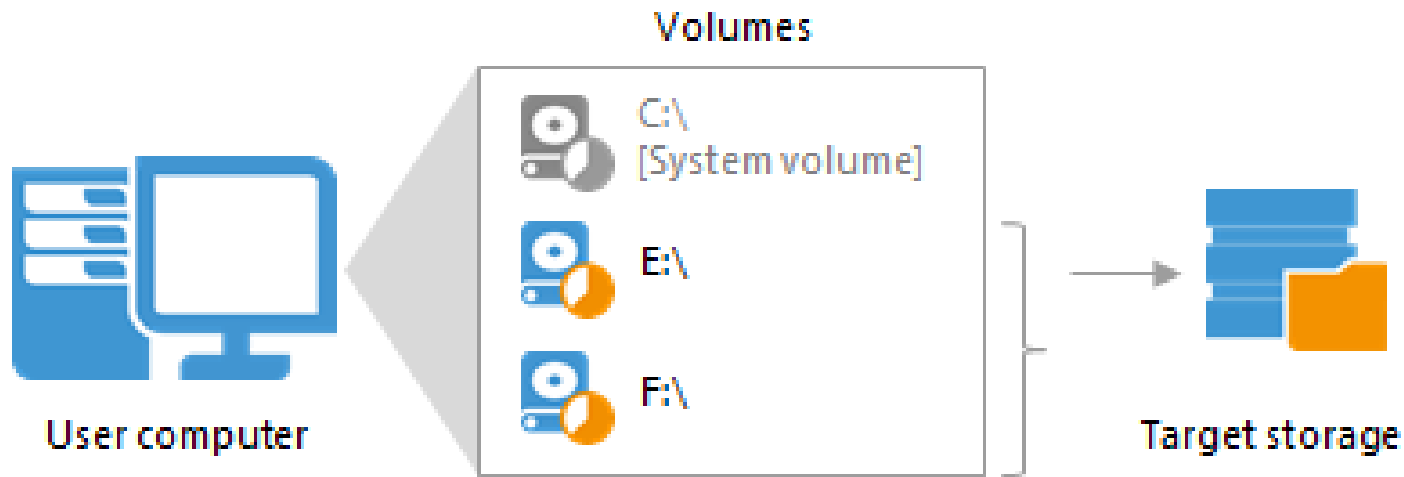 Volumes
C:\
[System volume]
E:\
F:\
User computer
Target storage